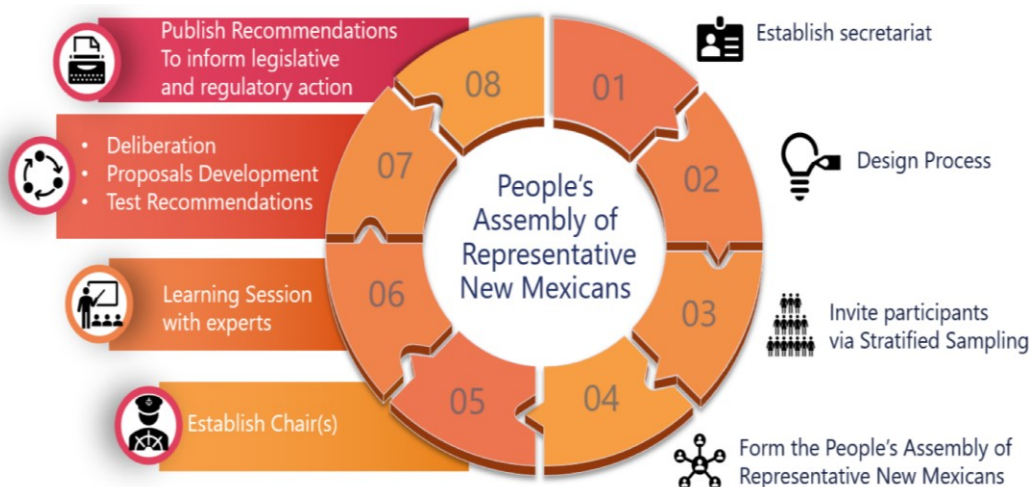 Publish Recommendations
To inform legislative
and regulatory action
• Deliberation
• Proposals Development
• Test Recommendations
Learning Session
with experts
Establish Chair(s)
08
07
06
05
01
02
03
04
People's
Assembly of
Representative
New Mexicans
Establish secretariat
Design Process
Invite participants
via Stratified Sampling
Form the People's Assembly of
Representative New Mexicans